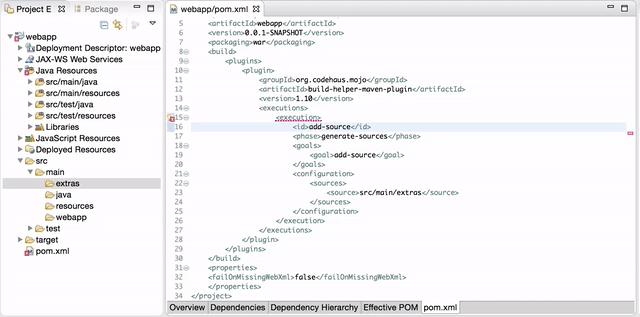 Project E
Package
webapp
Deployment Descriptor: webapp
JAX-WS Web Services
Java Resources
src/main/java
src/main/resources
src/test/java
src/test/resources
Libraries
JavaScript Resources
Deployed Resources
src
main
extras
java
resources
webapp
test
target
pom.xml
webapp/pom.xml
5 <artifactId>webapp</artifactId>
6 <version>0.0.1-SNAPSHOT</version>
7 <packaging>war</packaging>
8 <build>
9 <plugins>
10 <plugin>
11 <groupId>org.codehaus.mojo</groupId>
12 <artifactId>build-helper-maven-plugin</artifactId>
13 <version>1.10</version>
14 <executions>
15 <execution>
16 <id>add-source</id>
17 <phase>generate-sources</phase>
18 <goals>
19 <goal>add-source</goal>
20 </goals>
21 <configuration>
22 <sources>
23 <source>src/main/extras</source>
24 </sources>
25 </configuration>
26 </execution>
27 </executions>
28 </plugin>
29 </plugins>
30 </build>
31 <properties>
32 <failOnMissingWebXml>false</failOnMissingWebXml>
33 </properties>
34 </project>
Overview Dependencies Dependency Hierarchy Effective POM pom.xml